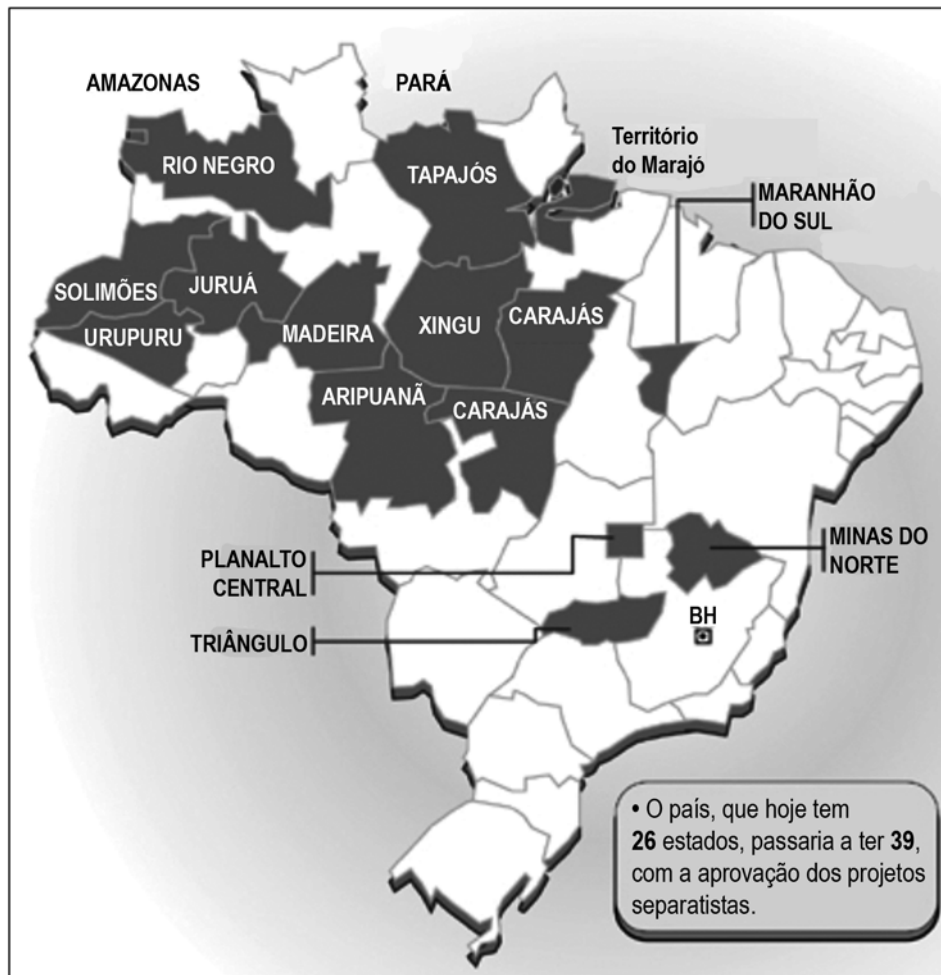 AMAZONAS
PARÁ
RIO NEGRO
TAPAJÓS
Território
do Marajó
MARANHÃO
DO SUL
SOLIMÕES
JURUÁ
URUPURU
MADEIRA
XINGU
CARAJÁS
ARIPUANÃ
CARAJÁS
PLANALTO
CENTRAL
MINAS DO
NORTE
TRIÂNGULO
BH
• O país, que hoje tem
26 estados, passaria a ter 39,
com a aprovação dos projetos
separatistas.